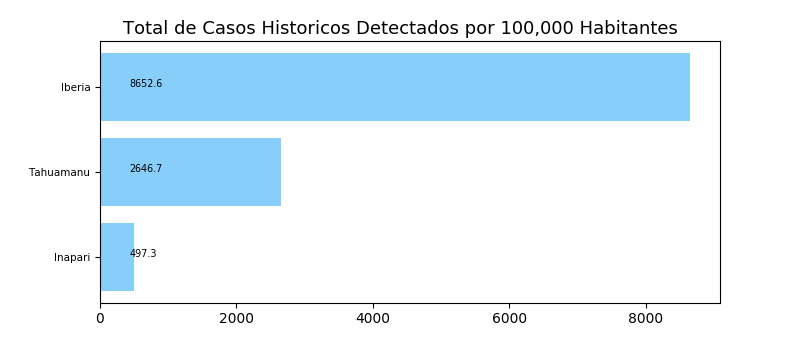 Total de Casos Historicos Detectados por 100,000 Habitantes
Iberia
8652.6
Tahuamanu
2646.7
Inapari
497.3
0 2000 4000 6000 8000